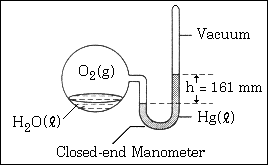 Vacuum
O₂(g)
h = 161 mm
H₂O(ℓ)
Hg(ℓ)
Closed-end Manometer